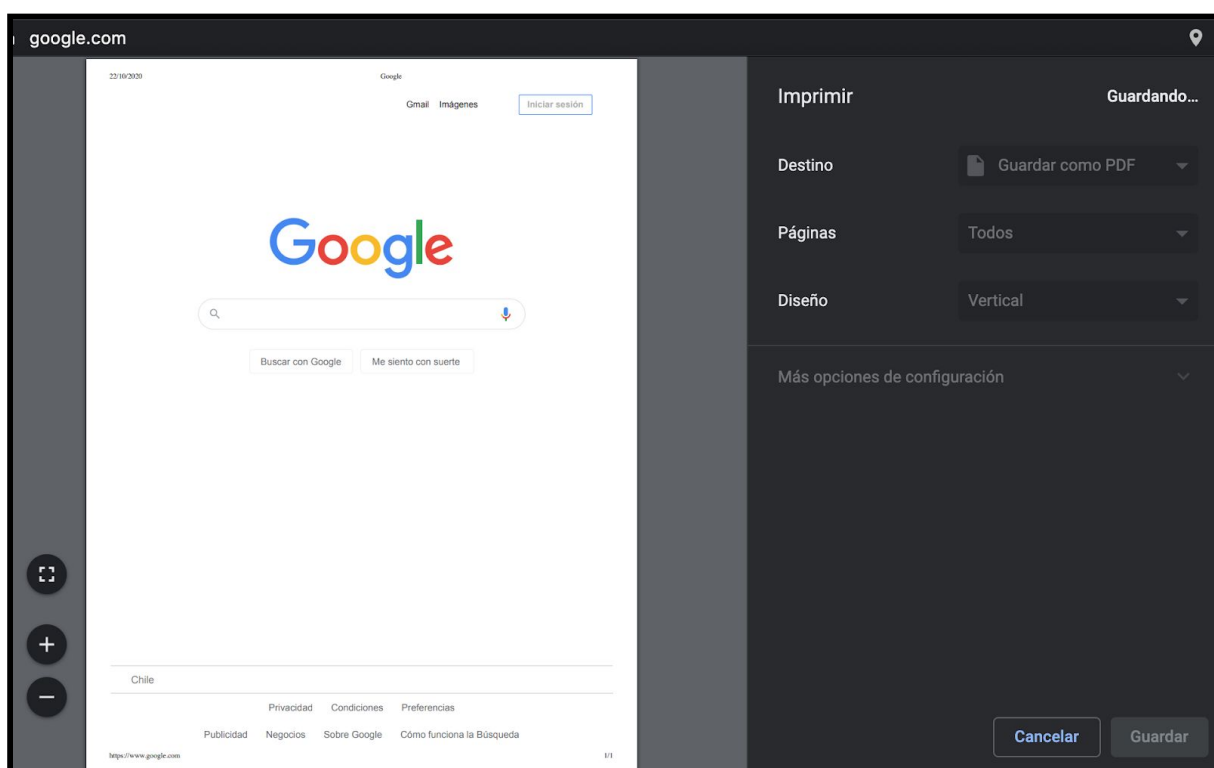 google.com
22/10/2020 Google
Gmail Imágenes Iniciar sesión
Google
Buscar con Google Me siento con suerte
Chile
Privacidad Condiciones Preferencias
Publicidad Negocios Sobre Google Cómo funciona la Búsqueda
https://www.google.com 1/1
Imprimir Guardando...
Destino Guardar como PDF
Páginas Todos
Diseño Vertical
Más opciones de configuración
Cancelar Guardar